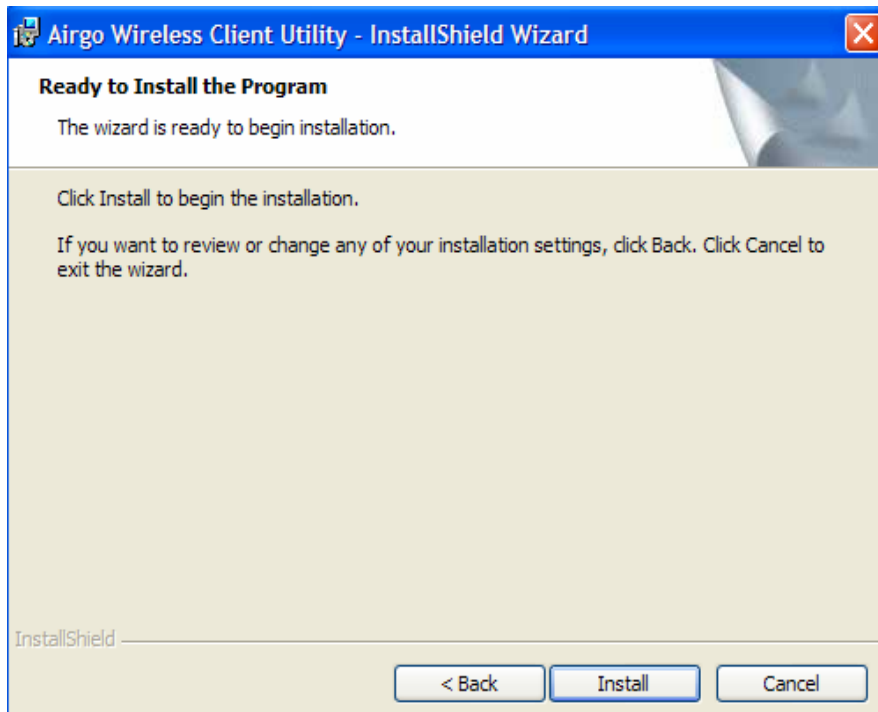 Airgo Wireless Client Utility - InstallShield Wizard
Ready to Install the Program
The wizard is ready to begin installation.
Click Install to begin the installation.
If you want to review or change any of your installation settings, click Back. Click Cancel to
exit the wizard.
InstallShield
< Back Install Cancel